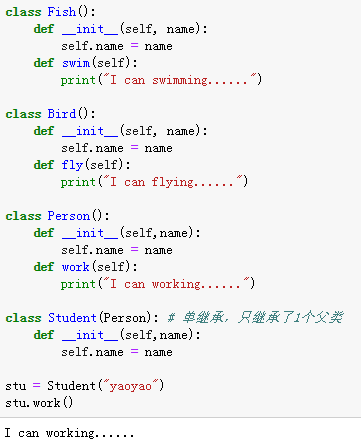 class Fish():
    def __init__(self, name):
        self.name = name
    def swim(self):
        print("I can swimming......")
class Bird():
    def __init__(self, name):
        self.name = name
    def fly(self):
        print("I can flying......")
class Person():
    def __init__(self,name):
        self.name = name
    def work(self):
        print("I can working......")
class Student(Person): # 单继承，只继承了1个父类
    def __init__(self,name):
        self.name = name
stu = Student("yaoyao")
stu.work()
I can working......